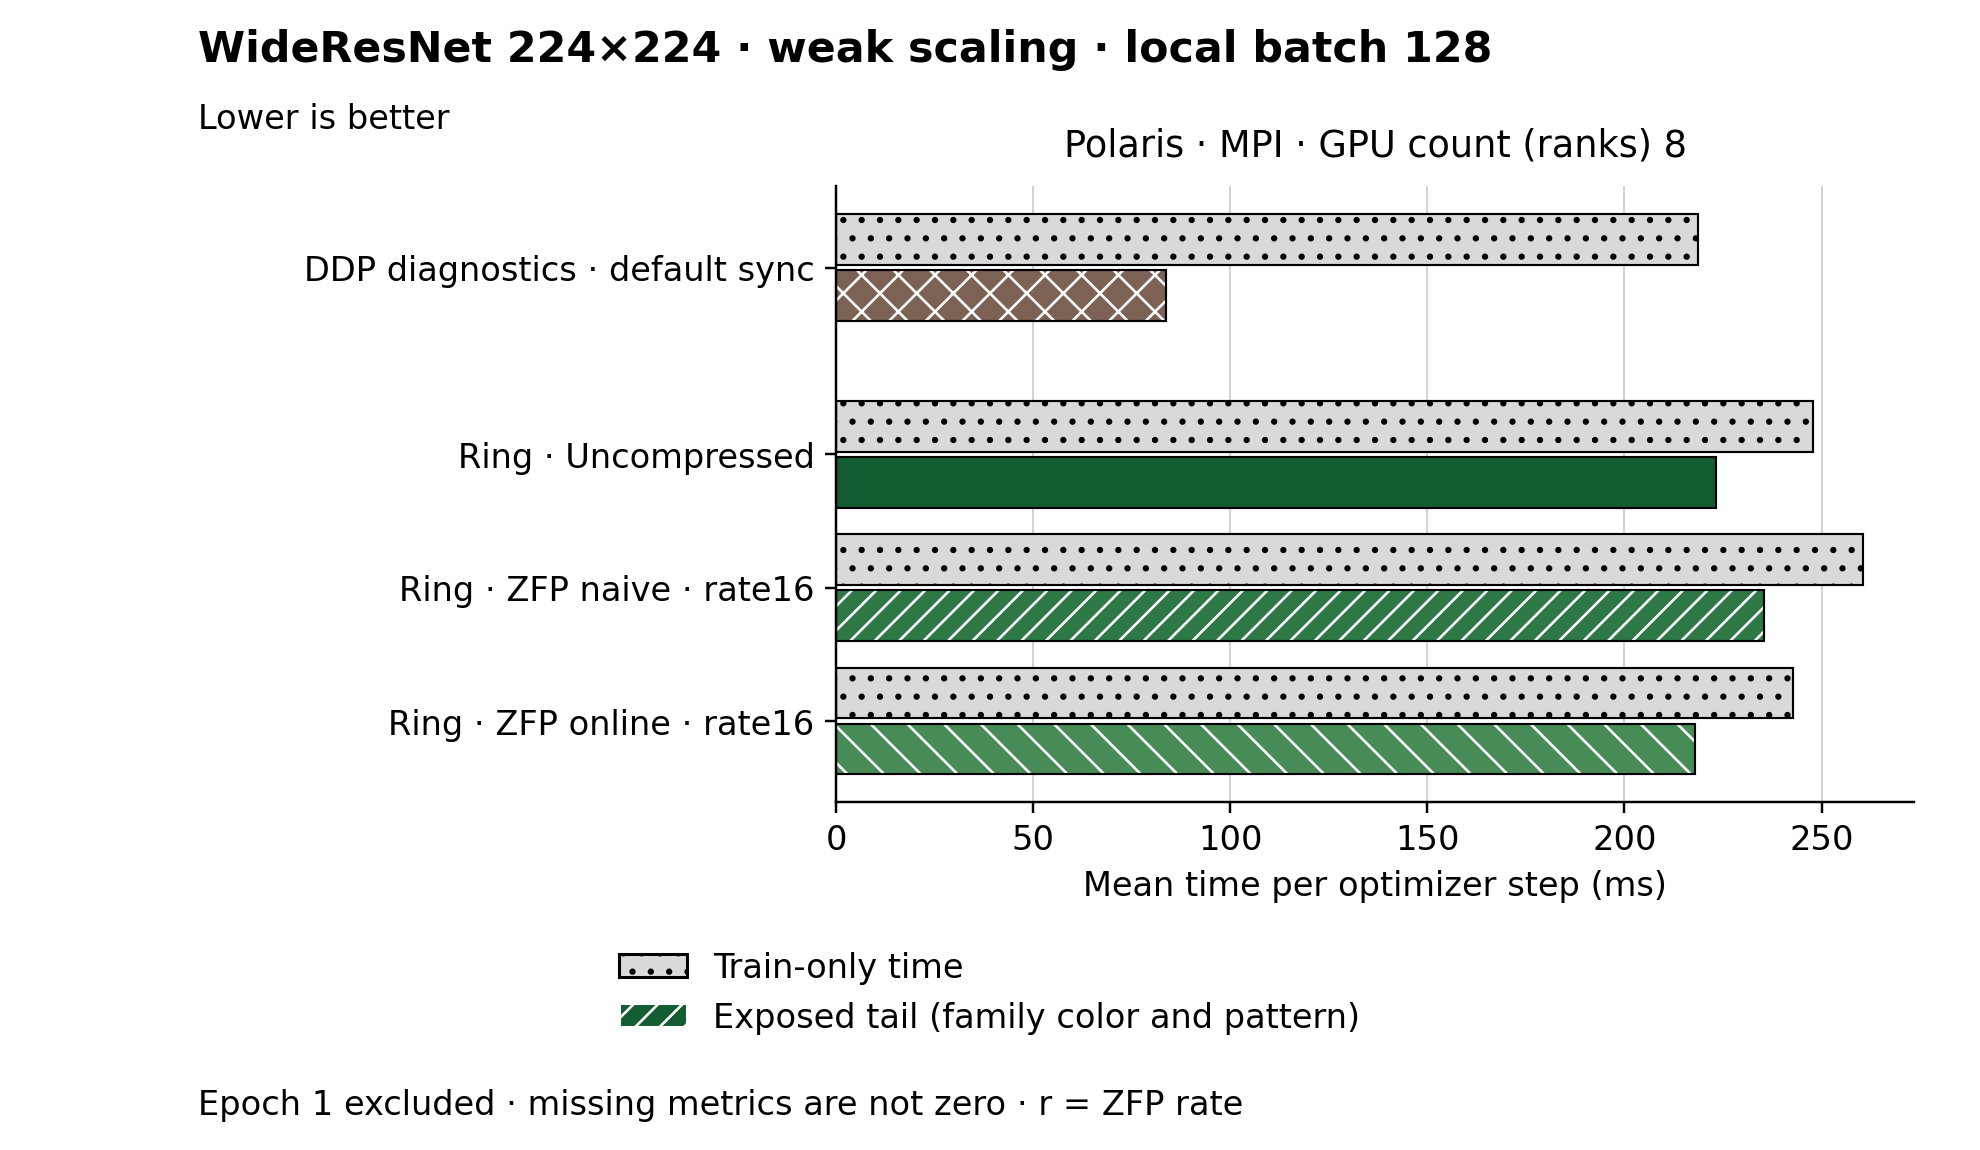 WideResNet 224×224 · weak scaling · local batch 128
Lower is better
Polaris · MPI · GPU count (ranks) 8
DDP diagnostics · default sync
Ring · Uncompressed
Ring · ZFP naive · rate16
Ring · ZFP online · rate16
0 50 100 150 200 250
Mean time per optimizer step (ms)
Train-only time
Exposed tail (family color and pattern)
Epoch 1 excluded · missing metrics are not zero · r = ZFP rate